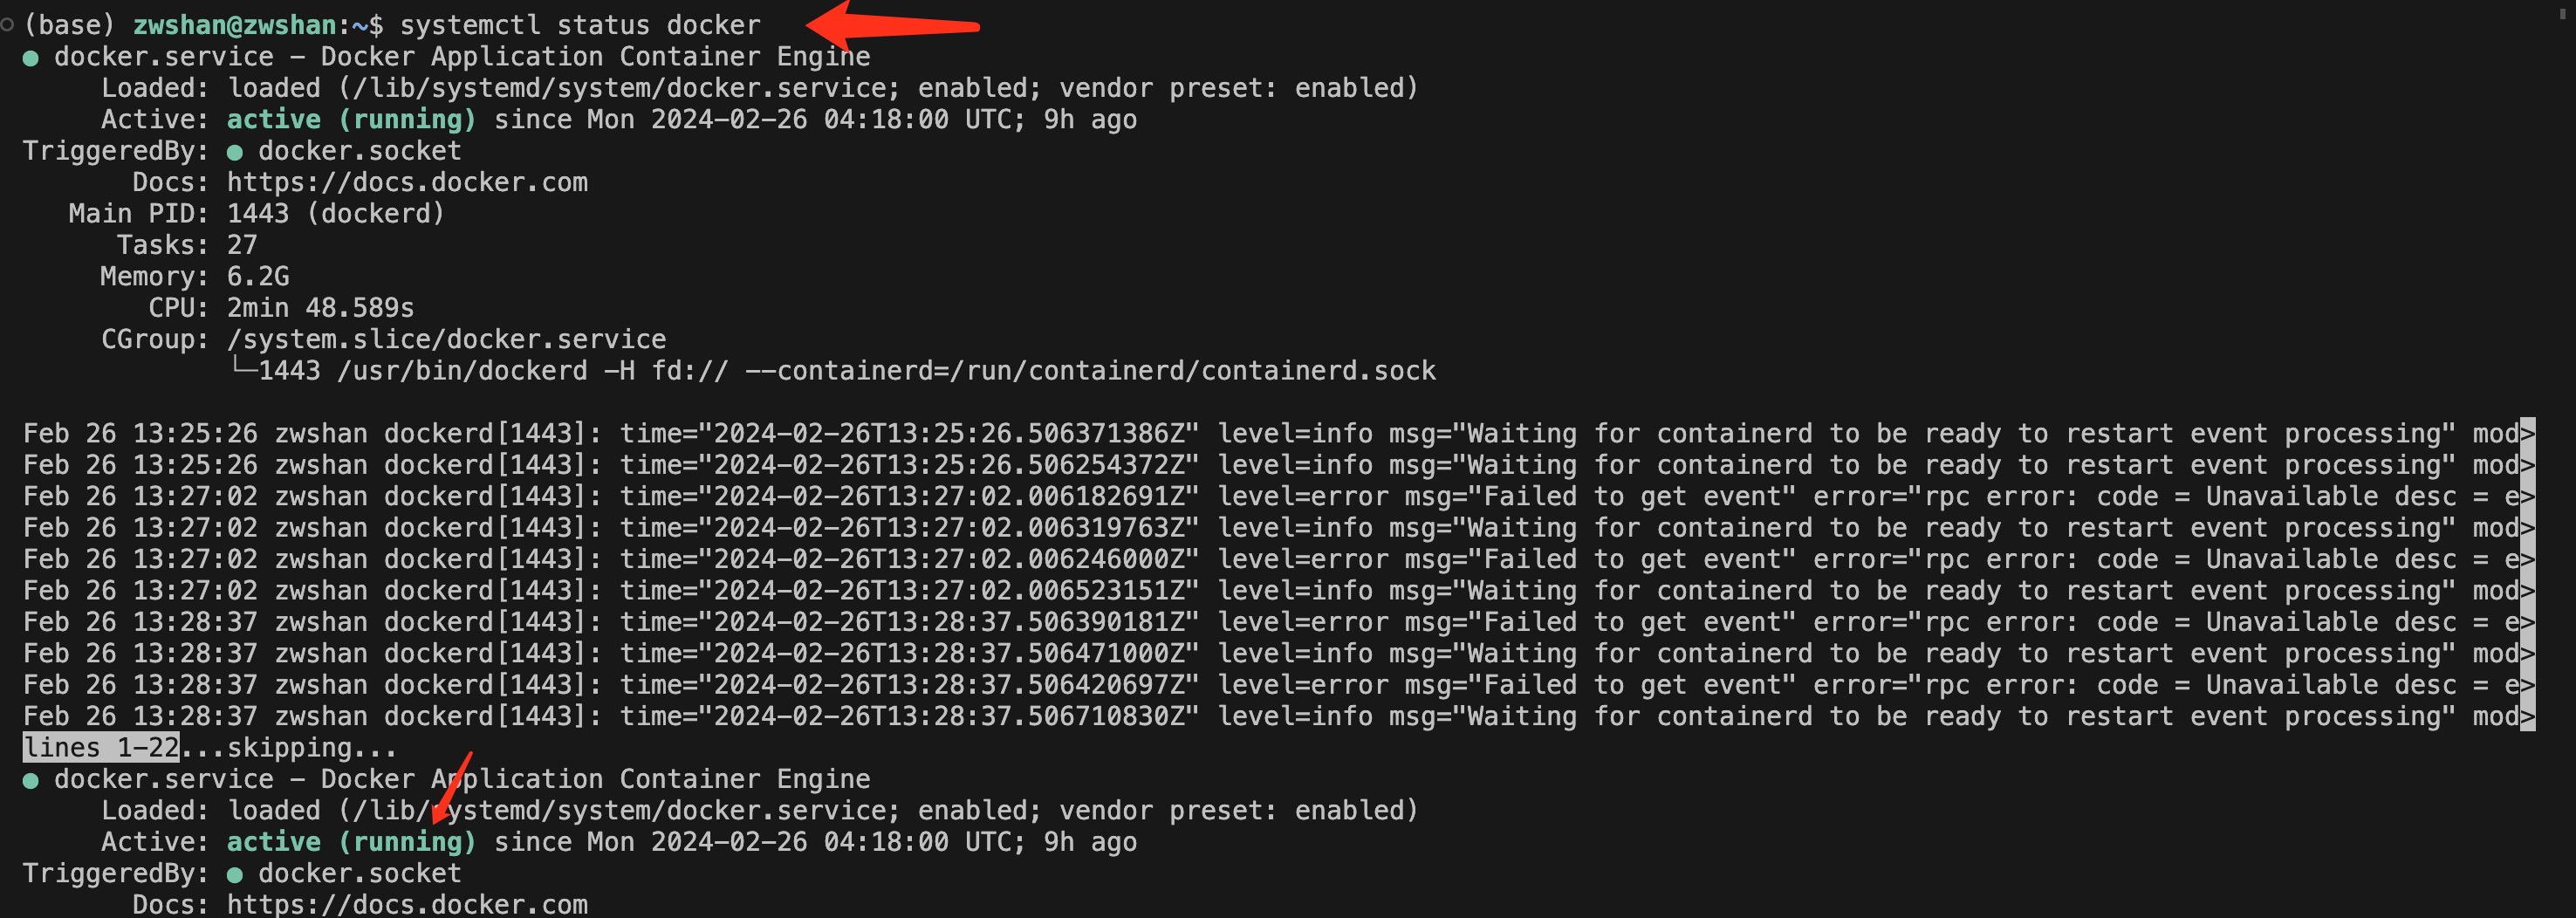 (base) zwshan@zwshan:~$ systemctl status docker
● docker.service - Docker Application Container Engine
Loaded: loaded (/lib/systemd/system/docker.service; enabled; vendor preset: enabled)
Active: active (running) since Mon 2024-02-26 04:18:00 UTC; 9h ago
TriggeredBy: ● docker.socket
Docs: https://docs.docker.com
Main PID: 1443 (dockerd)
Tasks: 27
Memory: 6.2G
CPU: 2min 48.589s
CGroup: /system.slice/docker.service
└─1443 /usr/bin/dockerd -H fd:// --containerd=/run/containerd/containerd.sock
Feb 26 13:25:26 zwshan dockerd[1443]: time="2024-02-26T13:25:26.506371386Z" level=info msg="Waiting for containerd to be ready to restart event processing" mod>
Feb 26 13:25:26 zwshan dockerd[1443]: time="2024-02-26T13:25:26.506254372Z" level=info msg="Waiting for containerd to be ready to restart event processing" mod>
Feb 26 13:27:02 zwshan dockerd[1443]: time="2024-02-26T13:27:02.006182691Z" level=error msg="Failed to get event" error="rpc error: code = Unavailable desc = e>
Feb 26 13:27:02 zwshan dockerd[1443]: time="2024-02-26T13:27:02.006319763Z" level=info msg="Waiting for containerd to be ready to restart event processing" mod>
Feb 26 13:27:02 zwshan dockerd[1443]: time="2024-02-26T13:27:02.006246000Z" level=error msg="Failed to get event" error="rpc error: code = Unavailable desc = e>
Feb 26 13:27:02 zwshan dockerd[1443]: time="2024-02-26T13:27:02.006523151Z" level=info msg="Waiting for containerd to be ready to restart event processing" mod>
Feb 26 13:28:37 zwshan dockerd[1443]: time="2024-02-26T13:28:37.506390181Z" level=error msg="Failed to get event" error="rpc error: code = Unavailable desc = e>
Feb 26 13:28:37 zwshan dockerd[1443]: time="2024-02-26T13:28:37.506471000Z" level=info msg="Waiting for containerd to be ready to restart event processing" mod>
Feb 26 13:28:37 zwshan dockerd[1443]: time="2024-02-26T13:28:37.506420697Z" level=error msg="Failed to get event" error="rpc error: code = Unavailable desc = e>
Feb 26 13:28:37 zwshan dockerd[1443]: time="2024-02-26T13:28:37.506710830Z" level=info msg="Waiting for containerd to be ready to restart event processing" mod>
lines 1-22...skipping...
● docker.service - Docker Application Container Engine
Loaded: loaded (/lib/systemd/system/docker.service; enabled; vendor preset: enabled)
Active: active (running) since Mon 2024-02-26 04:18:00 UTC; 9h ago
TriggeredBy: ● docker.socket
Docs: https://docs.docker.com